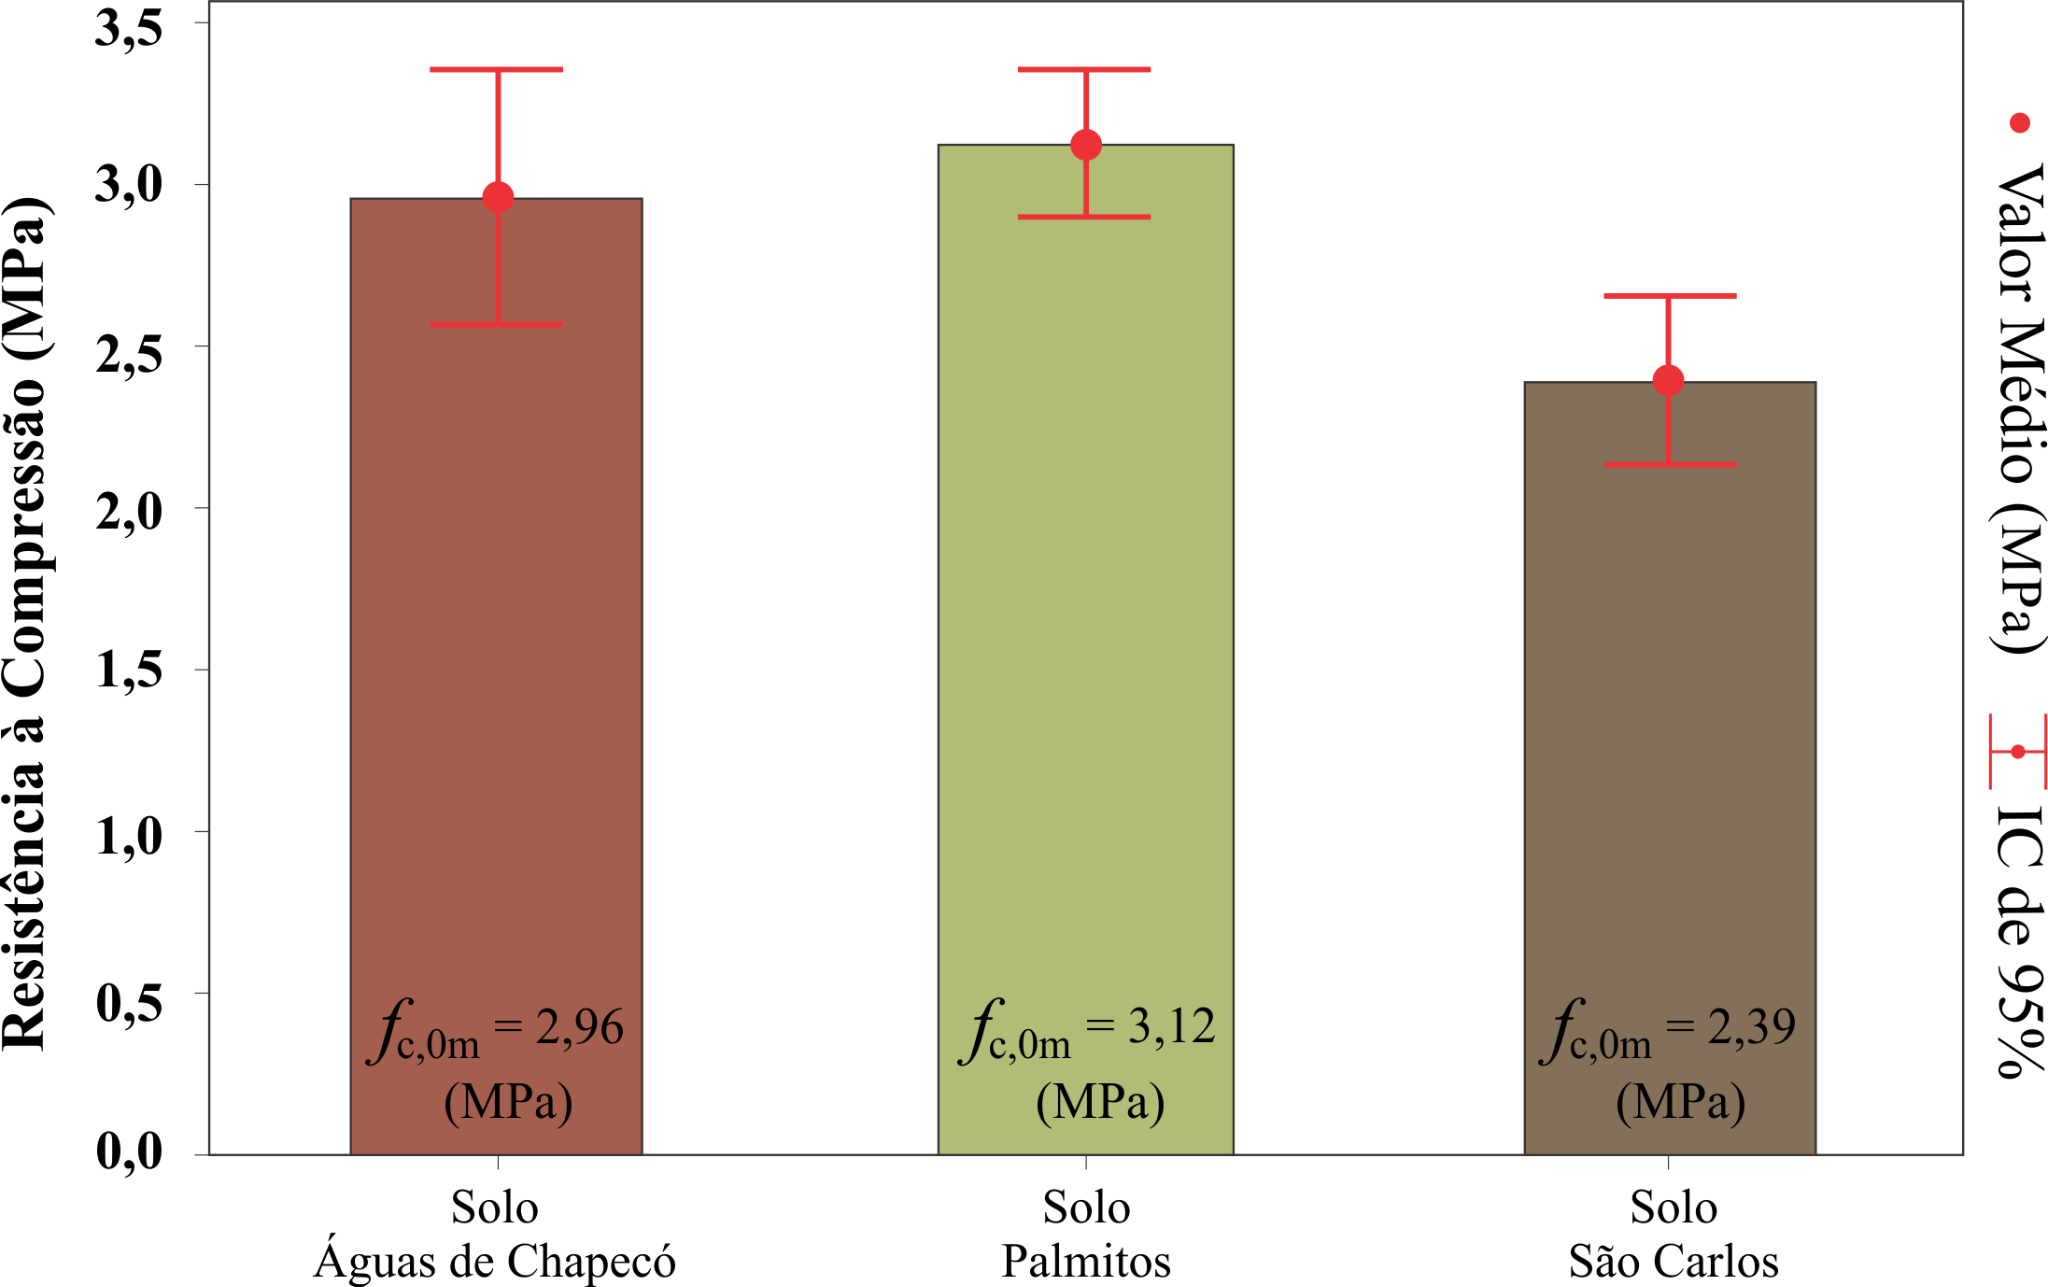 Resistência à Compressão (MPa)
3,5
3,0
2,5
2,0
1,5
1,0
0,5
0,0
fc,0m = 2,96
(MPa)
fc,0m = 3,12
(MPa)
fc,0m = 2,39
(MPa)
Solo
Águas de Chapecó
Solo
Palmitos
Solo
São Carlos
Valor Médio (MPa)
IC de 95%